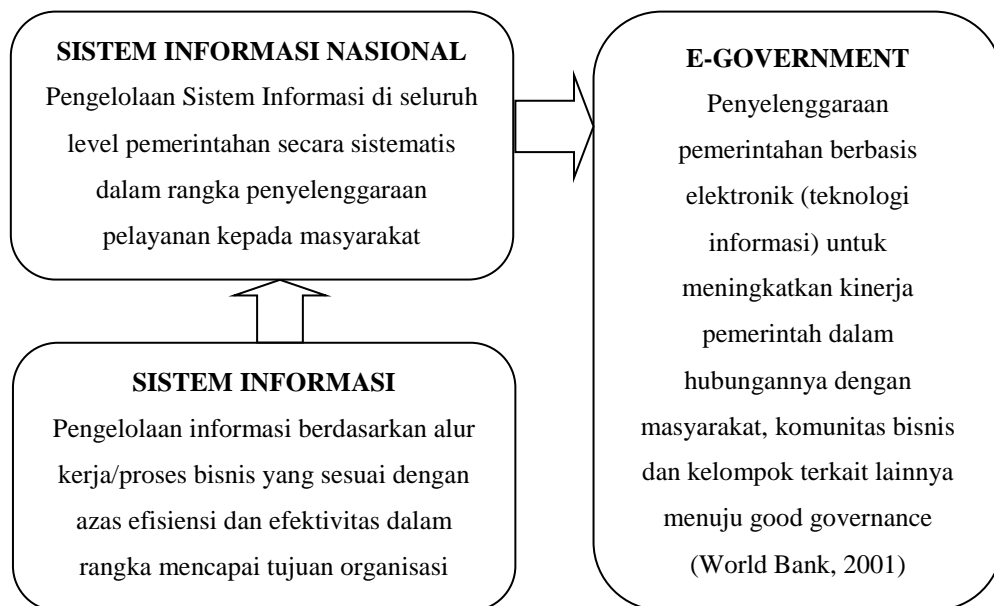 SISTEM INFORMASI NASIONAL
Pengelolaan Sistem Informasi di seluruh
level pemerintahan secara sistematis
dalam rangka penyelenggaraan
pelayanan kepada masyarakat
SISTEM INFORMASI
Pengelolaan informasi berdasarkan alur
kerja/proses bisnis yang sesuai dengan
azas efisiensi dan efektivitas dalam
rangka mencapai tujuan organisasi
E-GOVERNMENT
Penyelenggaraan
pemerintahan berbasis
elektronik (teknologi
informasi) untuk
meningkatkan kinerja
pemerintah dalam
hubungannya dengan
masyarakat, komunitas bisnis
dan kelompok terkait lainnya
menuju good governance
(World Bank, 2001)